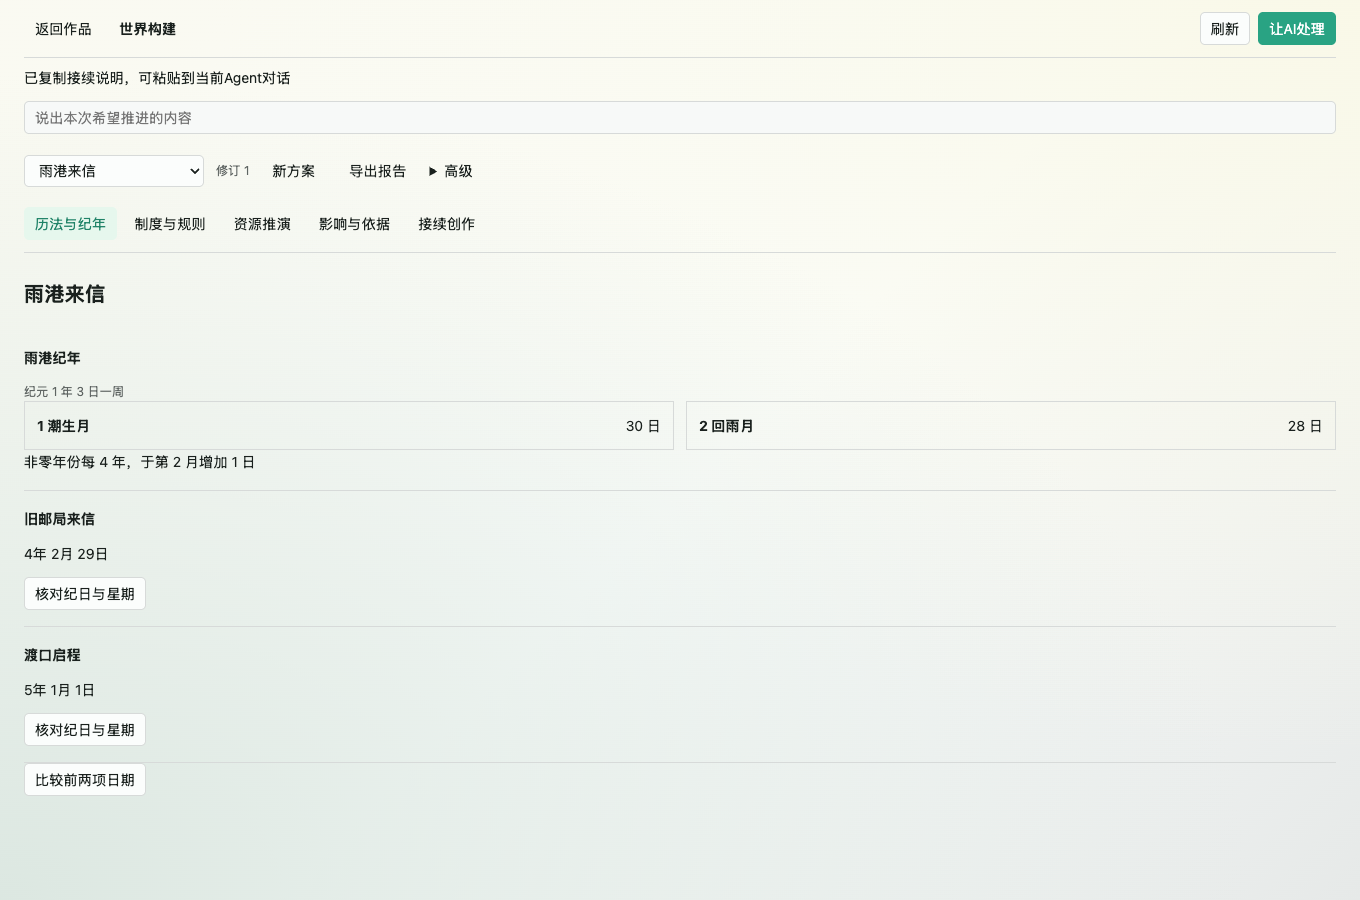 返回作品 世界构建 刷新 让AI处理
已复制接续说明，可粘贴到当前Agent对话
说出本次希望推进的内容
雨港来信 修订 1 新方案 导出报告 ▶ 高级
历法与纪年 制度与规则 资源推演 影响与依据 接续创作
雨港来信
雨港纪年
纪元 1 年 3 日一周
1 潮生月 30 日 2 回雨月 28 日
非零年份每 4 年，于第 2 月增加 1 日
旧邮局来信
4年 2月 29日
核对纪日与星期
渡口启程
5年 1月 1日
核对纪日与星期
比较前两项日期